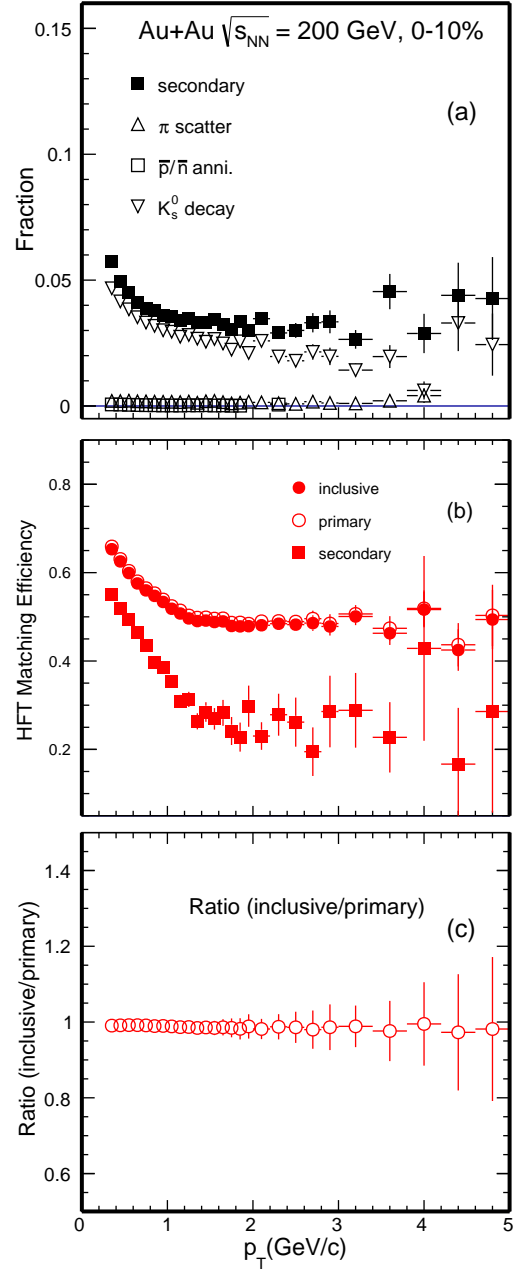 Au+Au √s_NN = 200 GeV, 0-10%
0.15
secondary
(a)
π scatter
0.1
p̅/n̅ anni.
K_s^0 decay
Fraction
0.05
0
0.8
inclusive
(b)
primary
secondary
0.6
HFT Matching Efficiency
0.4
0.2
1.4
Ratio (inclusive/primary)
(c)
1.2
Ratio (inclusive/primary)
1
0.8
0.6
0 1 2 3 4 5
p_T(GeV/c)